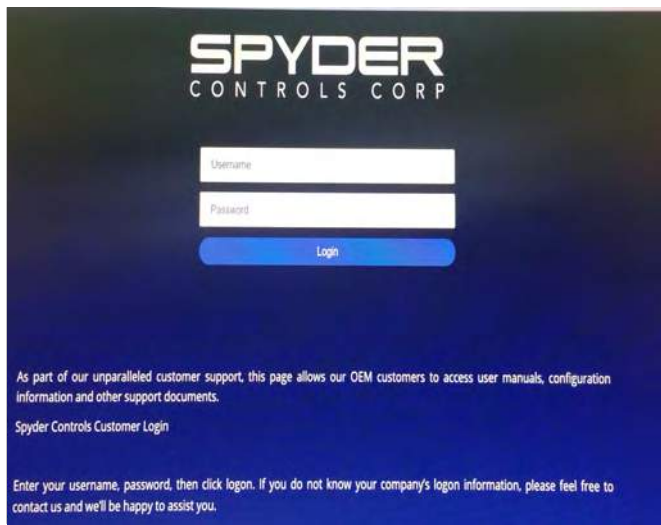 SPYDER
CONTROLS CORP
Username
Password
Login
As part of our unparalleled customer support, this page allows our OEM customers to access user manuals, configuration
information and other support documents.
Spyder Controls Customer Login
Enter your username, password, then click logon. If you do not know your company's logon information, please feel free to
contact us and we'll be happy to assist you.